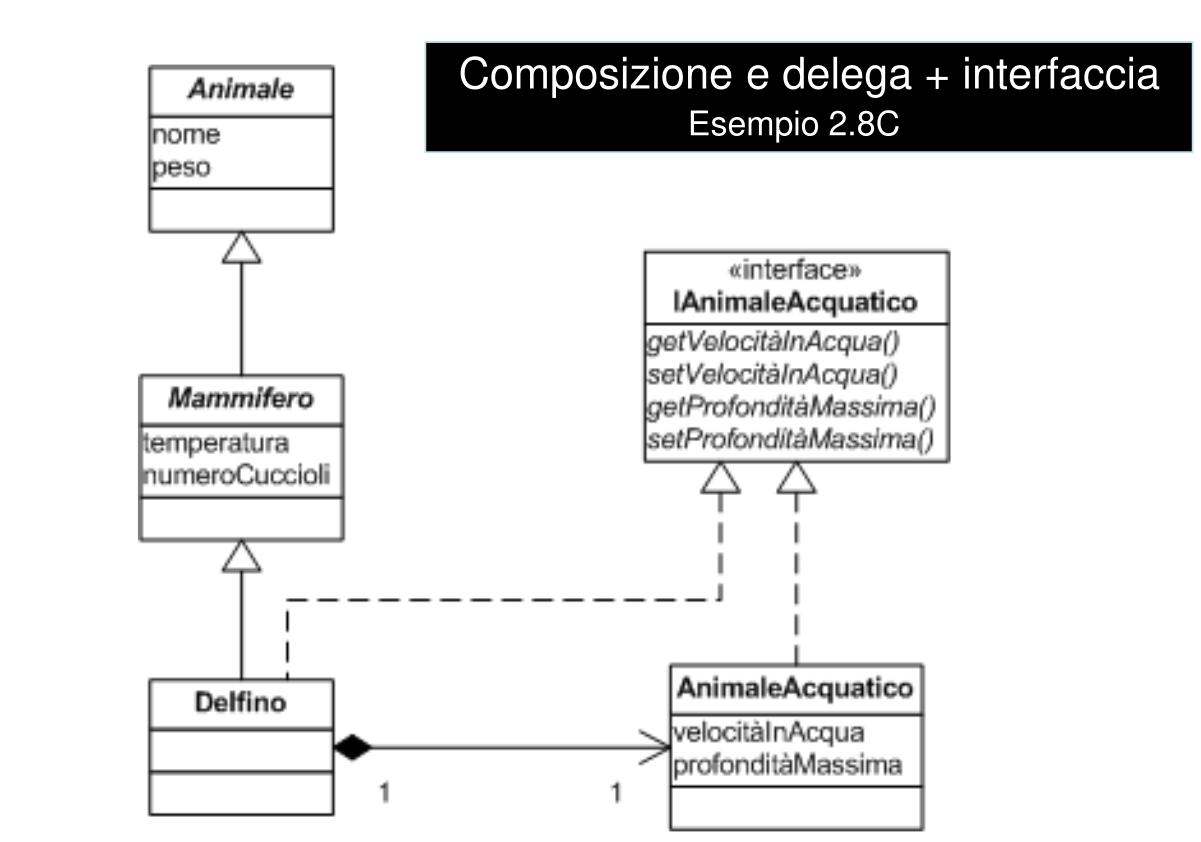 Composizione e delega + interfaccia
Esempio 2.8C
Animale
nome
peso
«interface»
IAnimaleAcquatico
getVelocitàInAcqua()
setVelocitàInAcqua()
getProfonditàMassima()
setProfonditàMassima()
Mammifero
temperatura
numeroCuccioli
Delfino
AnimaleAcquatico
velocitàInAcqua
profonditàMassima
1
1